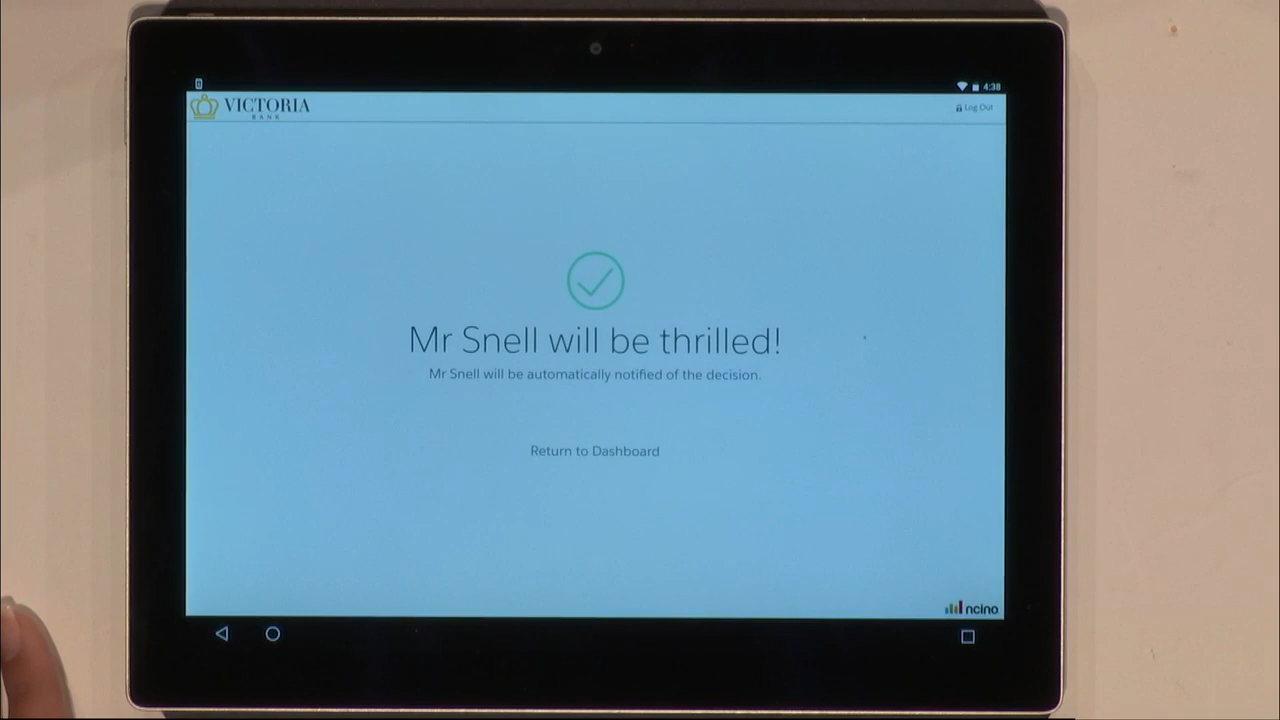 4:38
VICTORIA
BANK
Log Out
Mr Snell will be thrilled!
Mr Snell will be automatically notified of the decision.
Return to Dashboard
ncino